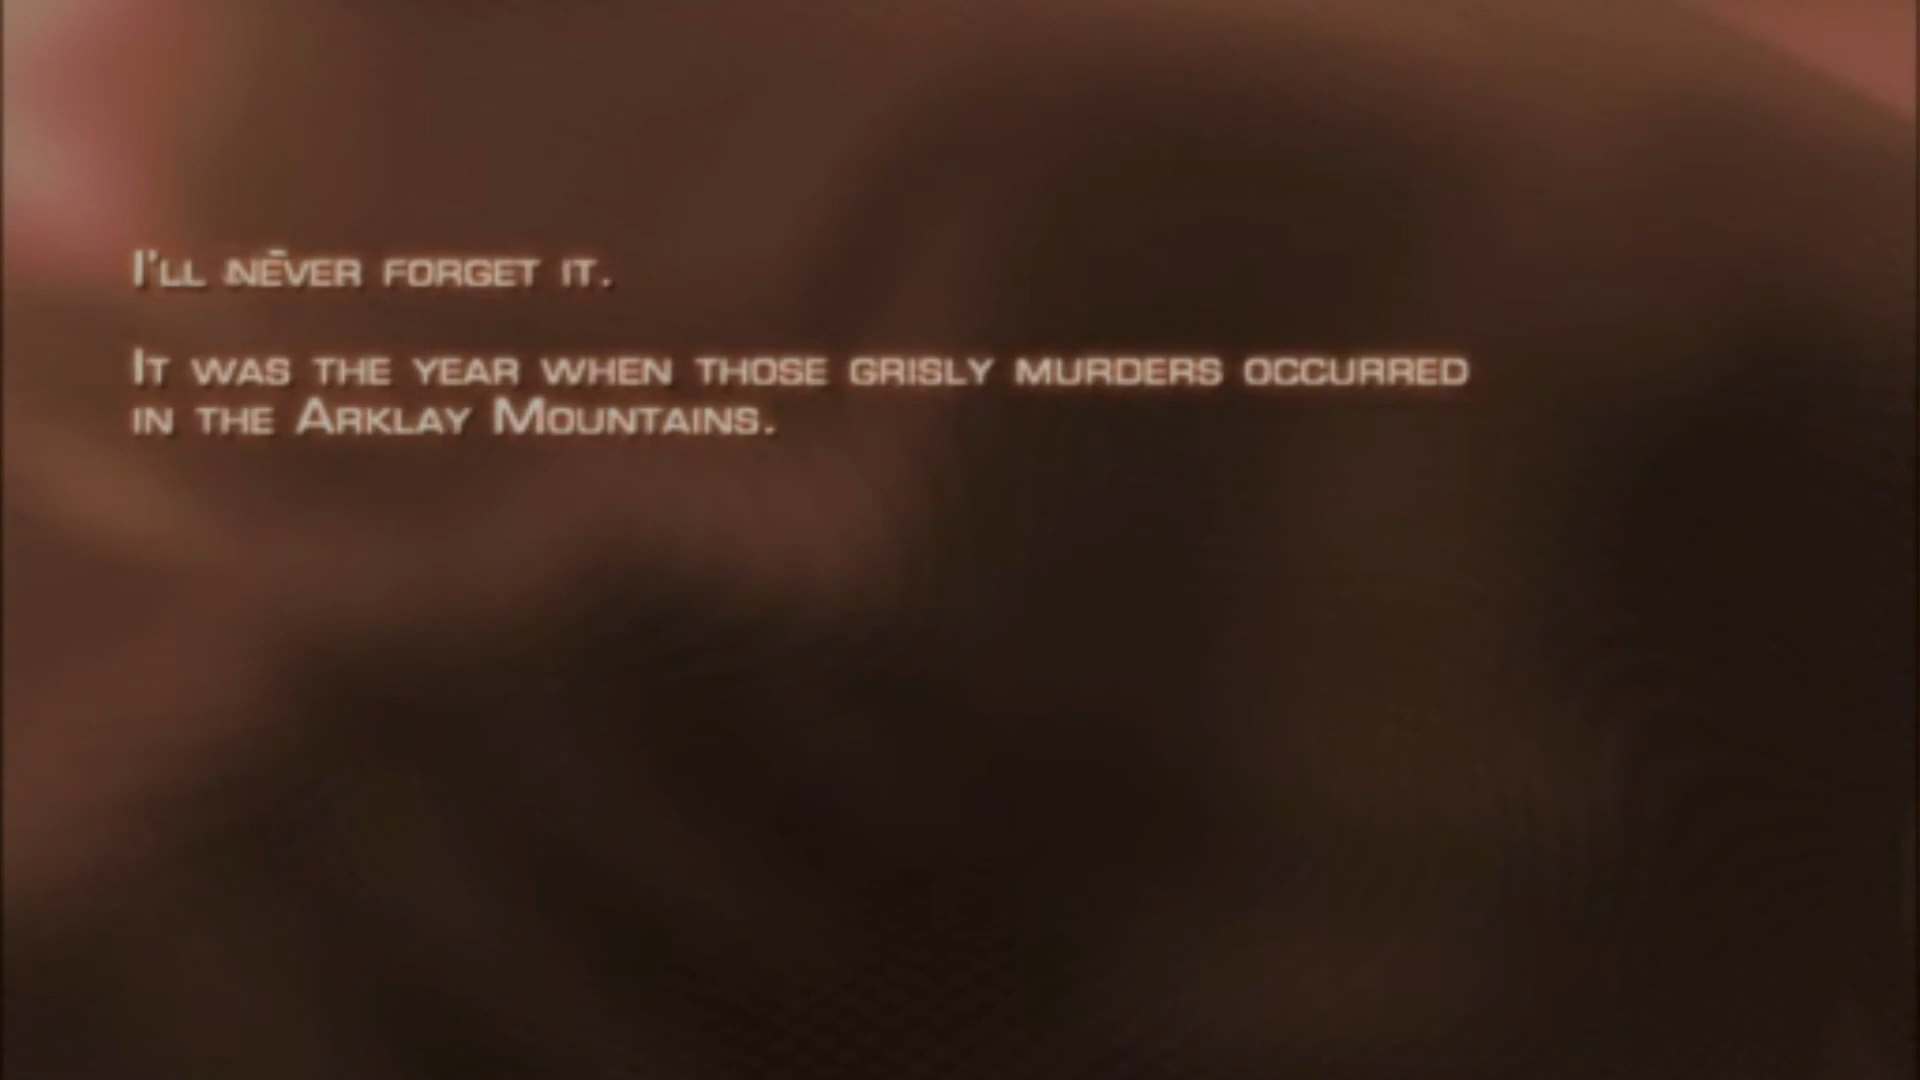 I'll never forget it.
It was the year when those grisly murders occurred
in the Arklay Mountains.